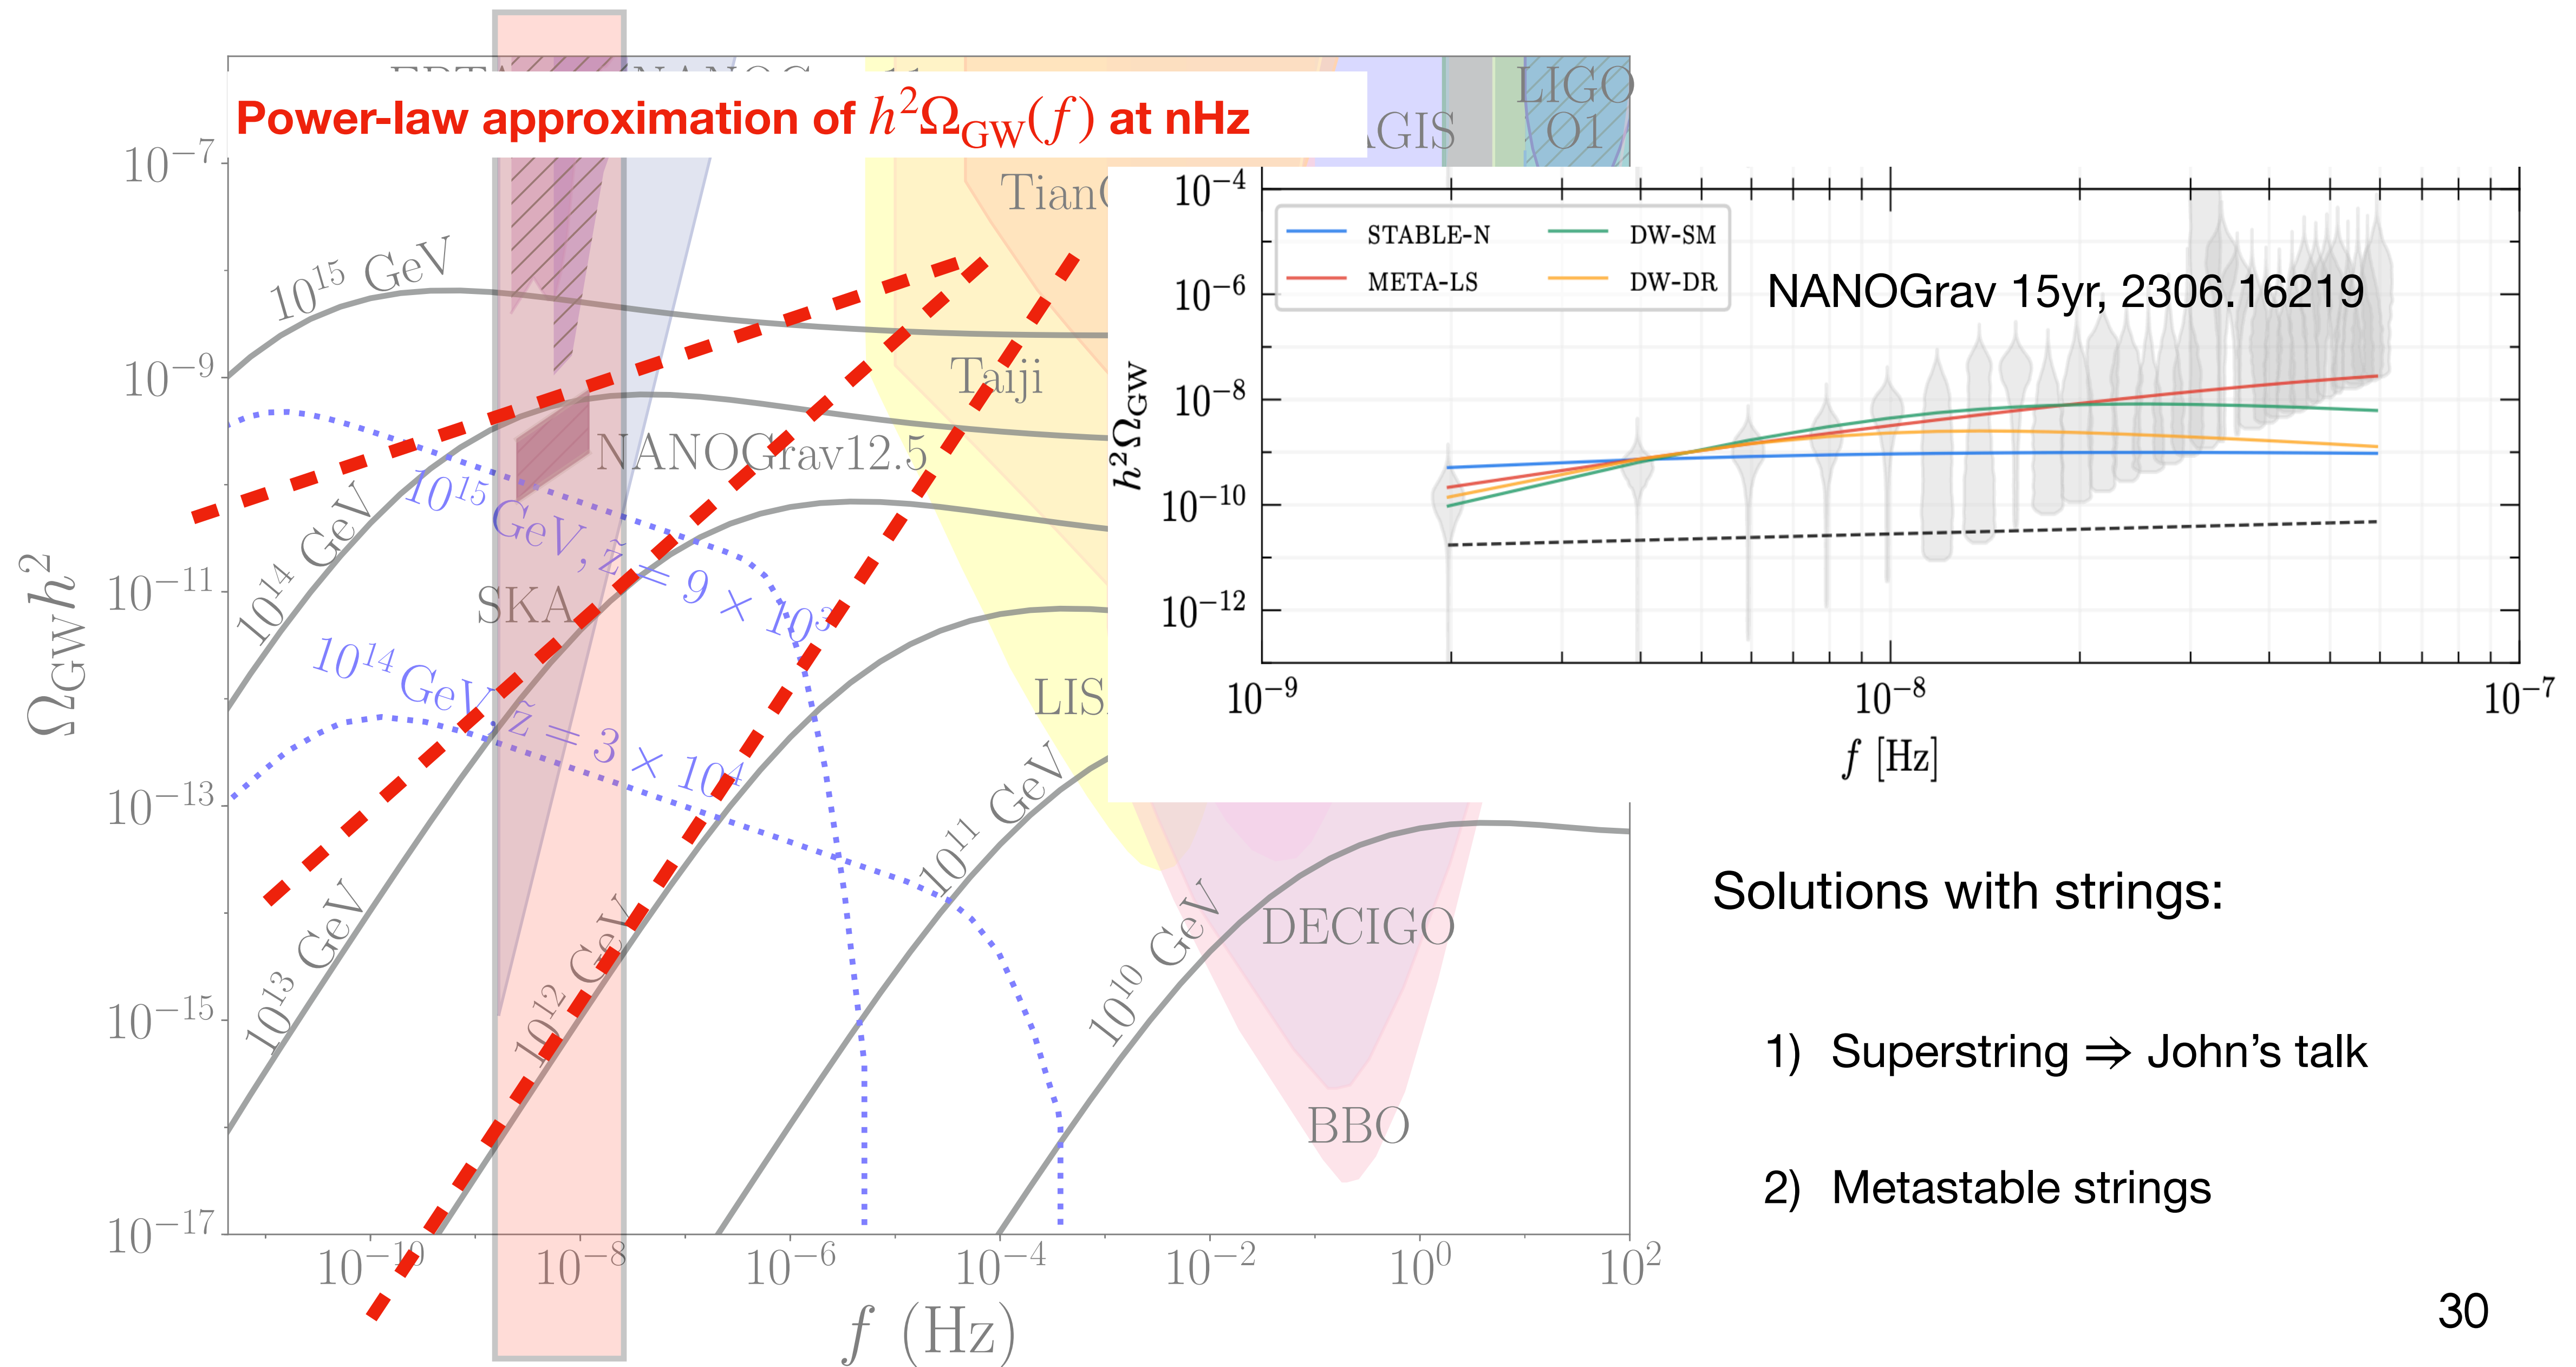 Power-law approximation of h²Ω_GW(f) at nHz
LIGO
O1
AGIS
Tian
10⁻⁷
10⁻⁹
10⁻¹¹
10⁻¹³
10⁻¹⁵
10⁻¹⁷
Ω_GW h²
10¹⁵ GeV
10¹⁴ GeV
10¹³ GeV
10¹² GeV
10¹¹ GeV
10¹⁰ GeV
10¹⁵ GeV, z̃ = 9 × 10³
10¹⁴ GeV, z̃ = 3 × 10⁴
Taiji
NANOGrav12.5
SKA
LIS
DECIGO
BBO
10⁻¹⁰
10⁻⁸
10⁻⁶
10⁻⁴
10⁻²
10⁰
10²
f (Hz)
10⁻⁴
10⁻⁶
10⁻⁸
10⁻¹⁰
10⁻¹²
h²Ω_GW
STABLE-N
DW-SM
META-LS
DW-DR
NANOGrav 15yr, 2306.16219
10⁻⁹
10⁻⁸
10⁻⁷
f [Hz]
Solutions with strings:
1) Superstring ⇒ John's talk
2) Metastable strings
30